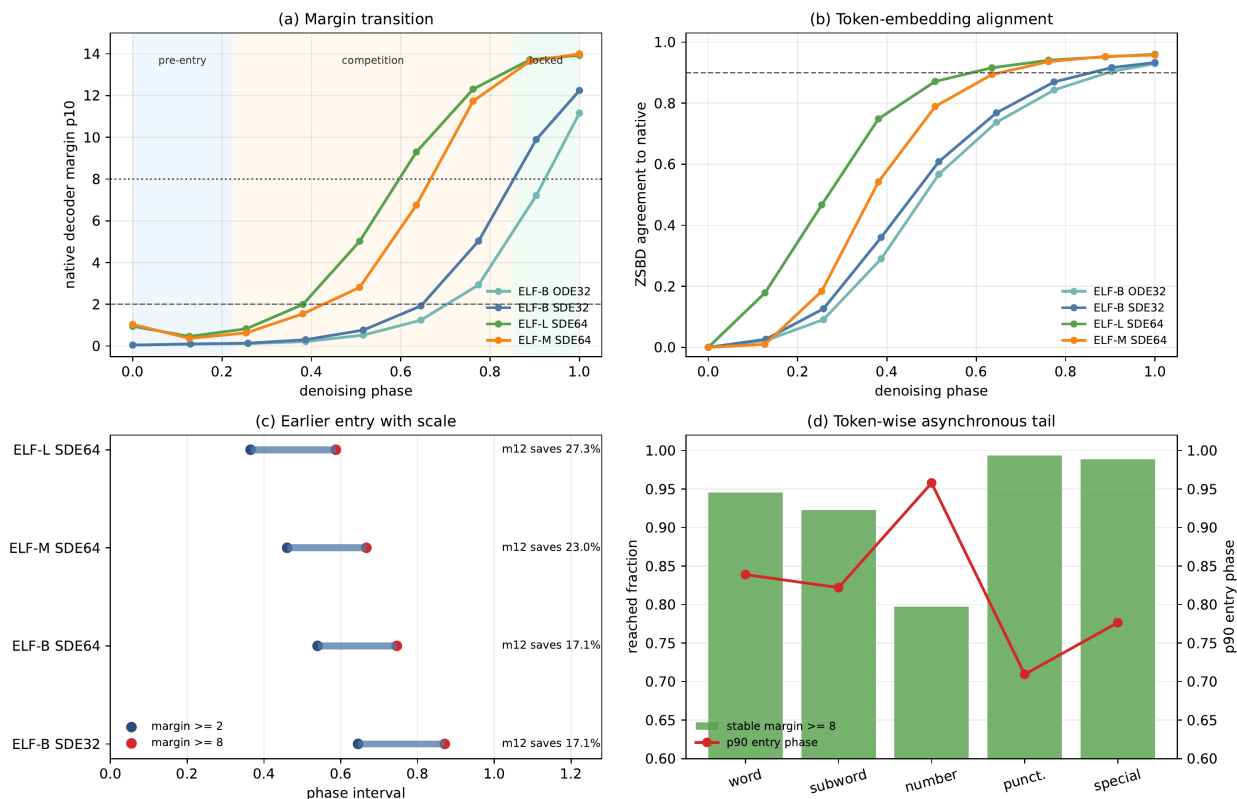 (a) Margin transition
native decoder margin p10
14
12
10
8
6
4
2
0
pre-entry
competition
locked
ELF-B ODE32
ELF-B SDE32
ELF-L SDE64
ELF-M SDE64
0.0 0.2 0.4 0.6 0.8 1.0
denoising phase
(b) Token-embedding alignment
ZSBD agreement to native
1.0
0.8
0.6
0.4
0.2
0.0
ELF-B ODE32
ELF-B SDE32
ELF-L SDE64
ELF-M SDE64
0.0 0.2 0.4 0.6 0.8 1.0
denoising phase
(c) Earlier entry with scale
ELF-L SDE64 m12 saves 27.3%
ELF-M SDE64 m12 saves 23.0%
ELF-B SDE64 m12 saves 17.1%
margin >= 2
margin >= 8
ELF-B SDE32 m12 saves 17.1%
0.0 0.2 0.4 0.6 0.8 1.0 1.2
phase interval
(d) Token-wise asynchronous tail
reached fraction
1.00
0.95
0.90
0.85
0.80
0.75
0.70
0.65
0.60
stable margin >= 8
p90 entry phase
word subword number punct. special
1.00
0.95
0.90
0.85
0.80
0.75
0.70
0.65
0.60
p90 entry phase